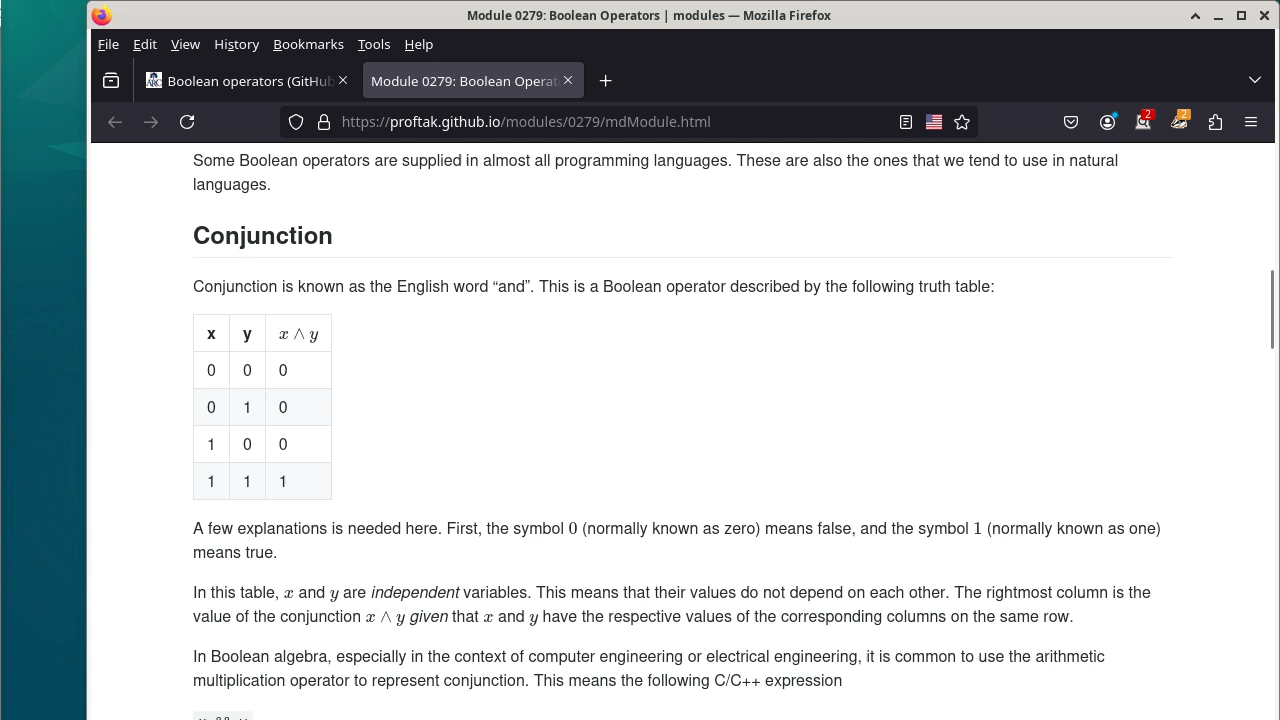 Module 0279: Boolean Operators | modules — Mozilla Firefox
File Edit View History Bookmarks Tools Help
Boolean operators (GitHub
Module 0279: Boolean Operat
https://proftak.github.io/modules/0279/mdModule.html
2
2
Some Boolean operators are supplied in almost all programming languages. These are also the ones that we tend to use in natural
languages.
Conjunction
Conjunction is known as the English word “and”. This is a Boolean operator described by the following truth table:
x y x ∧ y
0 0 0
0 1 0
1 0 0
1 1 1
A few explanations is needed here. First, the symbol 0 (normally known as zero) means false, and the symbol 1 (normally known as one)
means true.
In this table, x and y are independent variables. This means that their values do not depend on each other. The rightmost column is the
value of the conjunction x ∧ y given that x and y have the respective values of the corresponding columns on the same row.
In Boolean algebra, especially in the context of computer engineering or electrical engineering, it is common to use the arithmetic
multiplication operator to represent conjunction. This means the following C/C++ expression